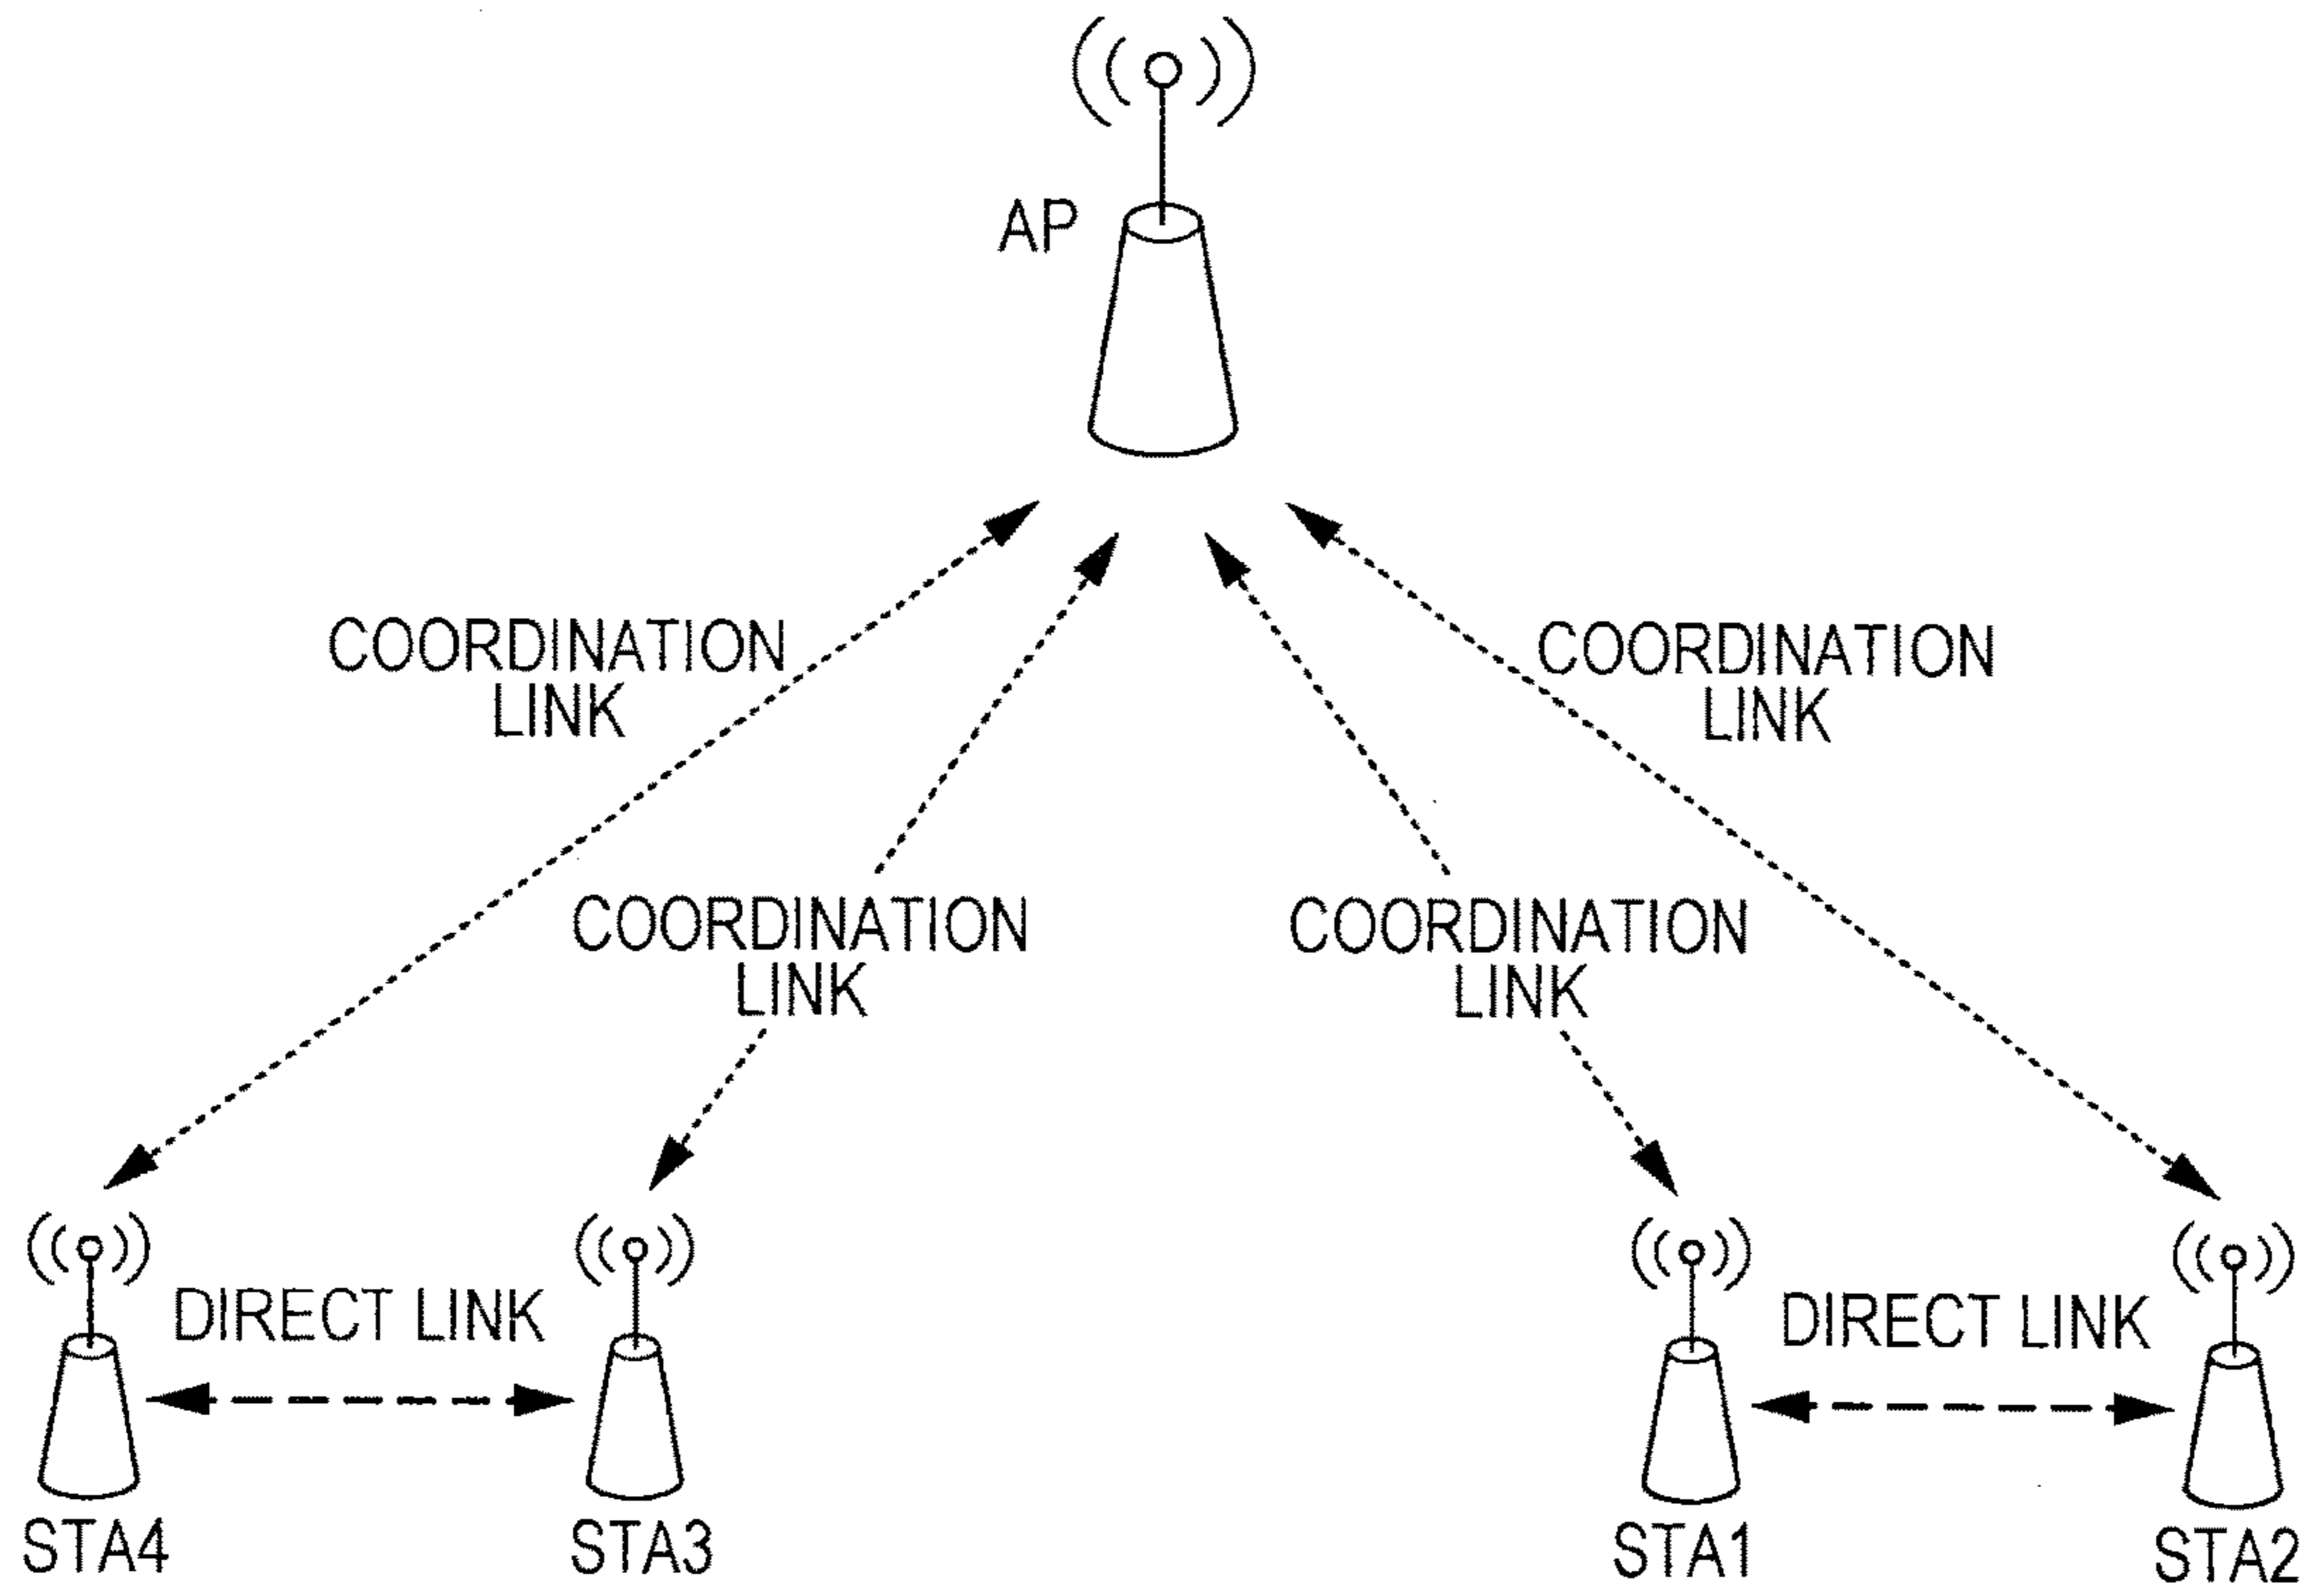 AP
COORDINATION
LINK
COORDINATION
LINK
COORDINATION
LINK
COORDINATION
LINK
DIRECT LINK
DIRECT LINK
STA4
STA3
STA1
STA2